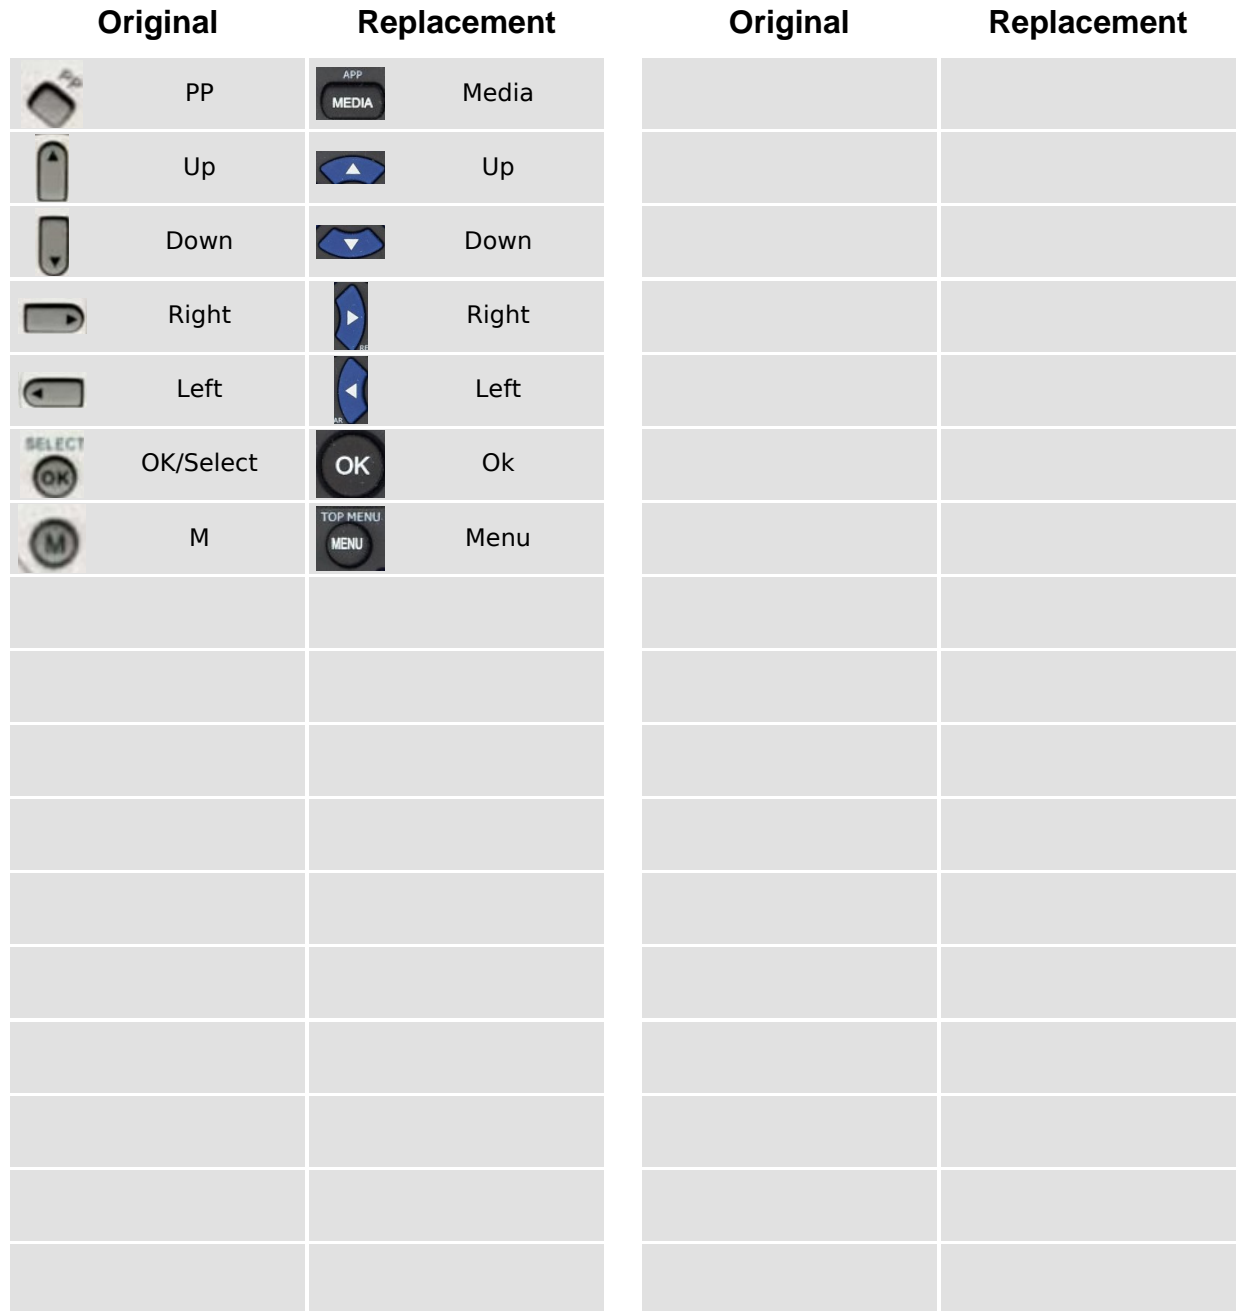 Original Replacement Original Replacement
PP PP APP MEDIA Media
Up Up
Down Down
Right Right
Left Left
SELECT OK OK/Select OK Ok
M M TOP MENU MENU Menu